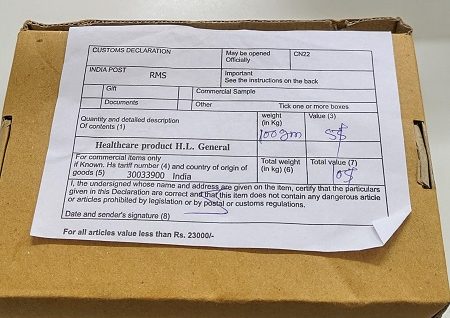 CUSTOMS DECLARATION May be opened Officially CN22
INDIA POST RMS Important
See the instructions on the back
Gift Commercial Sample
Documents Other Tick one or more boxes
Quantity and detailed description Of contents (1) weight (in Kg) Value (3)
100gm 5$
Healthcare product H.L. General
For commercial items only
if Known. Hs tariff number (4) and country of origin of goods (5) 30033900 India
Total weight (in Kg) (6) Total value (7)
I, the undersigned whose name and address are given on the item, certify that the particulars
given in this Declaration are correct and that this item does not contain any dangerous article
or articles prohibited by legislation or by postal or customs regulations.
Date and sender's signature (8)
For all articles value less than Rs. 23000/-